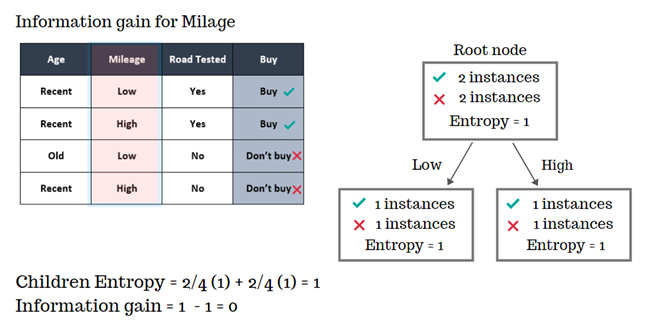 Information gain for Milage
Age Mileage Road Tested Buy
Recent Low Yes Buy
Recent High Yes Buy
Old Low No Don't buy
Recent High No Don't buy
Root node
2 instances
2 instances
Entropy = 1
Low High
1 instances
1 instances
Entropy = 1
1 instances
1 instances
Entropy = 1
Children Entropy = 2/4 (1) + 2/4 (1) = 1
Information gain = 1 - 1 = 0